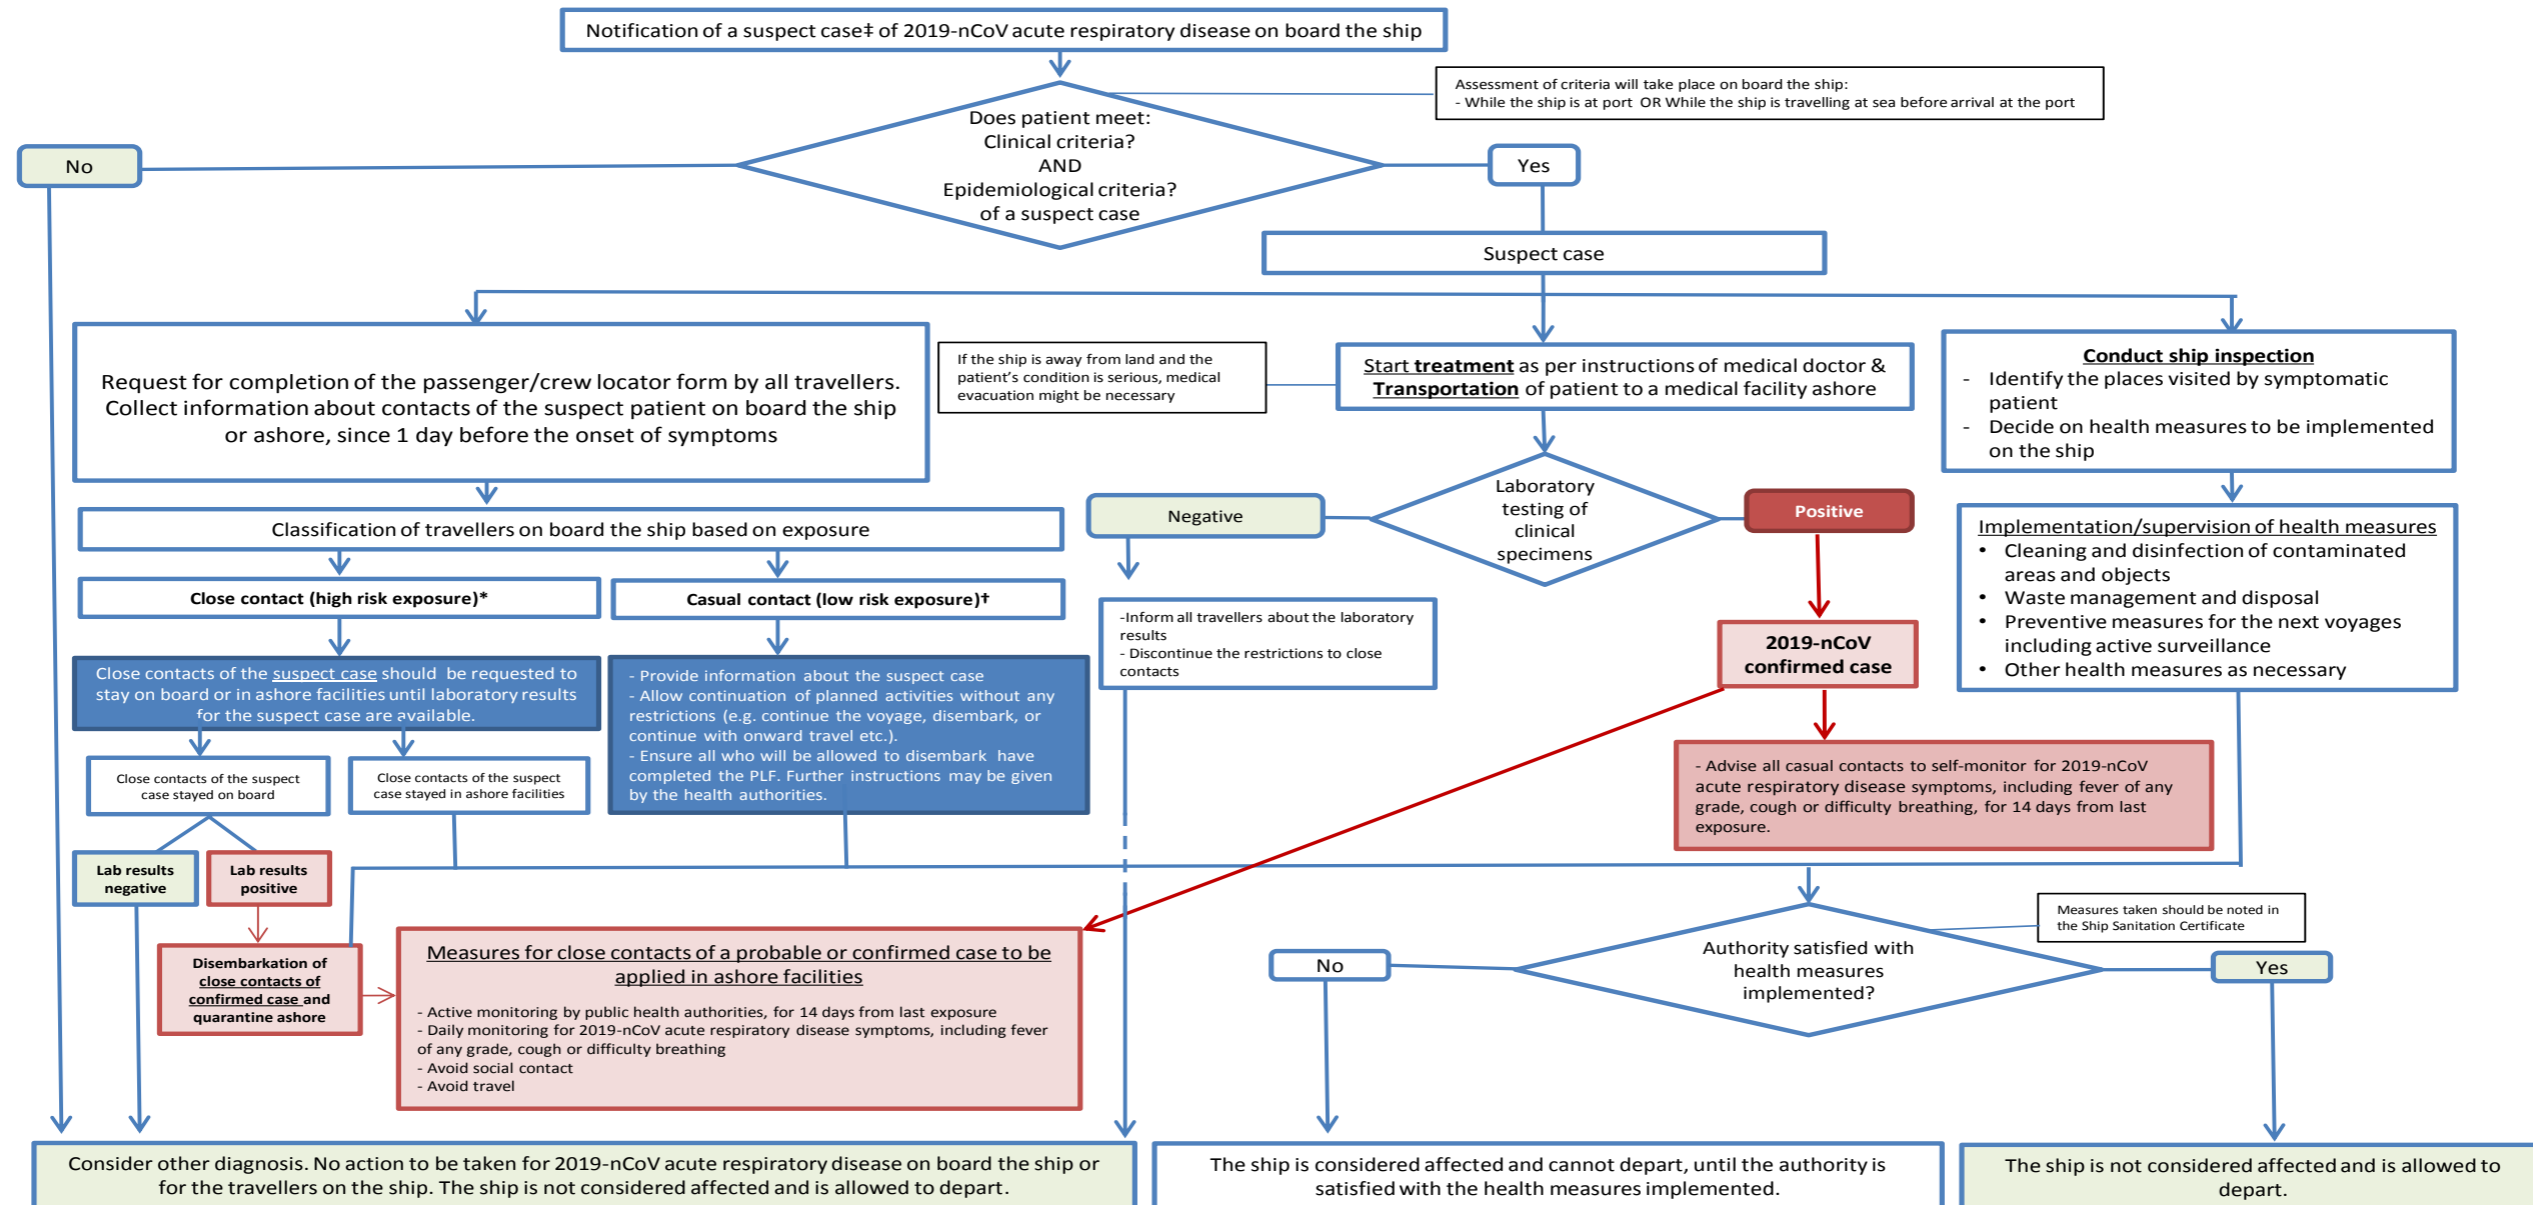 Notification of a suspect case‡ of 2019-nCoV acute respiratory disease on board the ship
Assessment of criteria will take place on board the ship:
- While the ship is at port OR While the ship is travelling at sea before arrival at the port
Does patient meet:
Clinical criteria?
AND
Epidemiological criteria?
of a suspect case
No
Yes
Suspect case
Request for completion of the passenger/crew locator form by all travellers.
Collect information about contacts of the suspect patient on board the ship
or ashore, since 1 day before the onset of symptoms
If the ship is away from land and the
patient's condition is serious, medical
evacuation might be necessary
Start treatment as per instructions of medical doctor &
Transportation of patient to a medical facility ashore
Conduct ship inspection
- Identify the places visited by symptomatic
patient
- Decide on health measures to be implemented
on the ship
Classification of travellers on board the ship based on exposure
Negative
Laboratory
testing of
clinical
specimens
Positive
Implementation/supervision of health measures
• Cleaning and disinfection of contaminated
areas and objects
• Waste management and disposal
• Preventive measures for the next voyages
including active surveillance
• Other health measures as necessary
Close contact (high risk exposure)*
Casual contact (low risk exposure)†
-Inform all travellers about the laboratory
results
- Discontinue the restrictions to close
contacts
2019-nCoV
confirmed case
Close contacts of the suspect case should be requested to
stay on board or in ashore facilities until laboratory results
for the suspect case are available.
- Provide information about the suspect case
- Allow continuation of planned activities without any
restrictions (e.g. continue the voyage, disembark, or
continue with onward travel etc.).
- Ensure all who will be allowed to disembark have
completed the PLF. Further instructions may be given
by the health authorities.
Close contacts of the suspect
case stayed on board
Close contacts of the suspect
case stayed in ashore facilities
- Advise all casual contacts to self-monitor for 2019-nCoV
acute respiratory disease symptoms, including fever of any
grade, cough or difficulty breathing, for 14 days from last
exposure.
Lab results
negative
Lab results
positive
Disembarkation of
close contacts of
confirmed case and
quarantine ashore
Measures for close contacts of a probable or confirmed case to be
applied in ashore facilities
- Active monitoring by public health authorities, for 14 days from last exposure
- Daily monitoring for 2019-nCoV acute respiratory disease symptoms, including fever
of any grade, cough or difficulty breathing
- Avoid social contact
- Avoid travel
Measures taken should be noted in
the Ship Sanitation Certificate
Authority satisfied with
health measures
implemented?
No
Yes
Consider other diagnosis. No action to be taken for 2019-nCoV acute respiratory disease on board the ship or
for the travellers on the ship. The ship is not considered affected and is allowed to depart.
The ship is considered affected and cannot depart, until the authority is
satisfied with the health measures implemented.
The ship is not considered affected and is allowed to
depart.